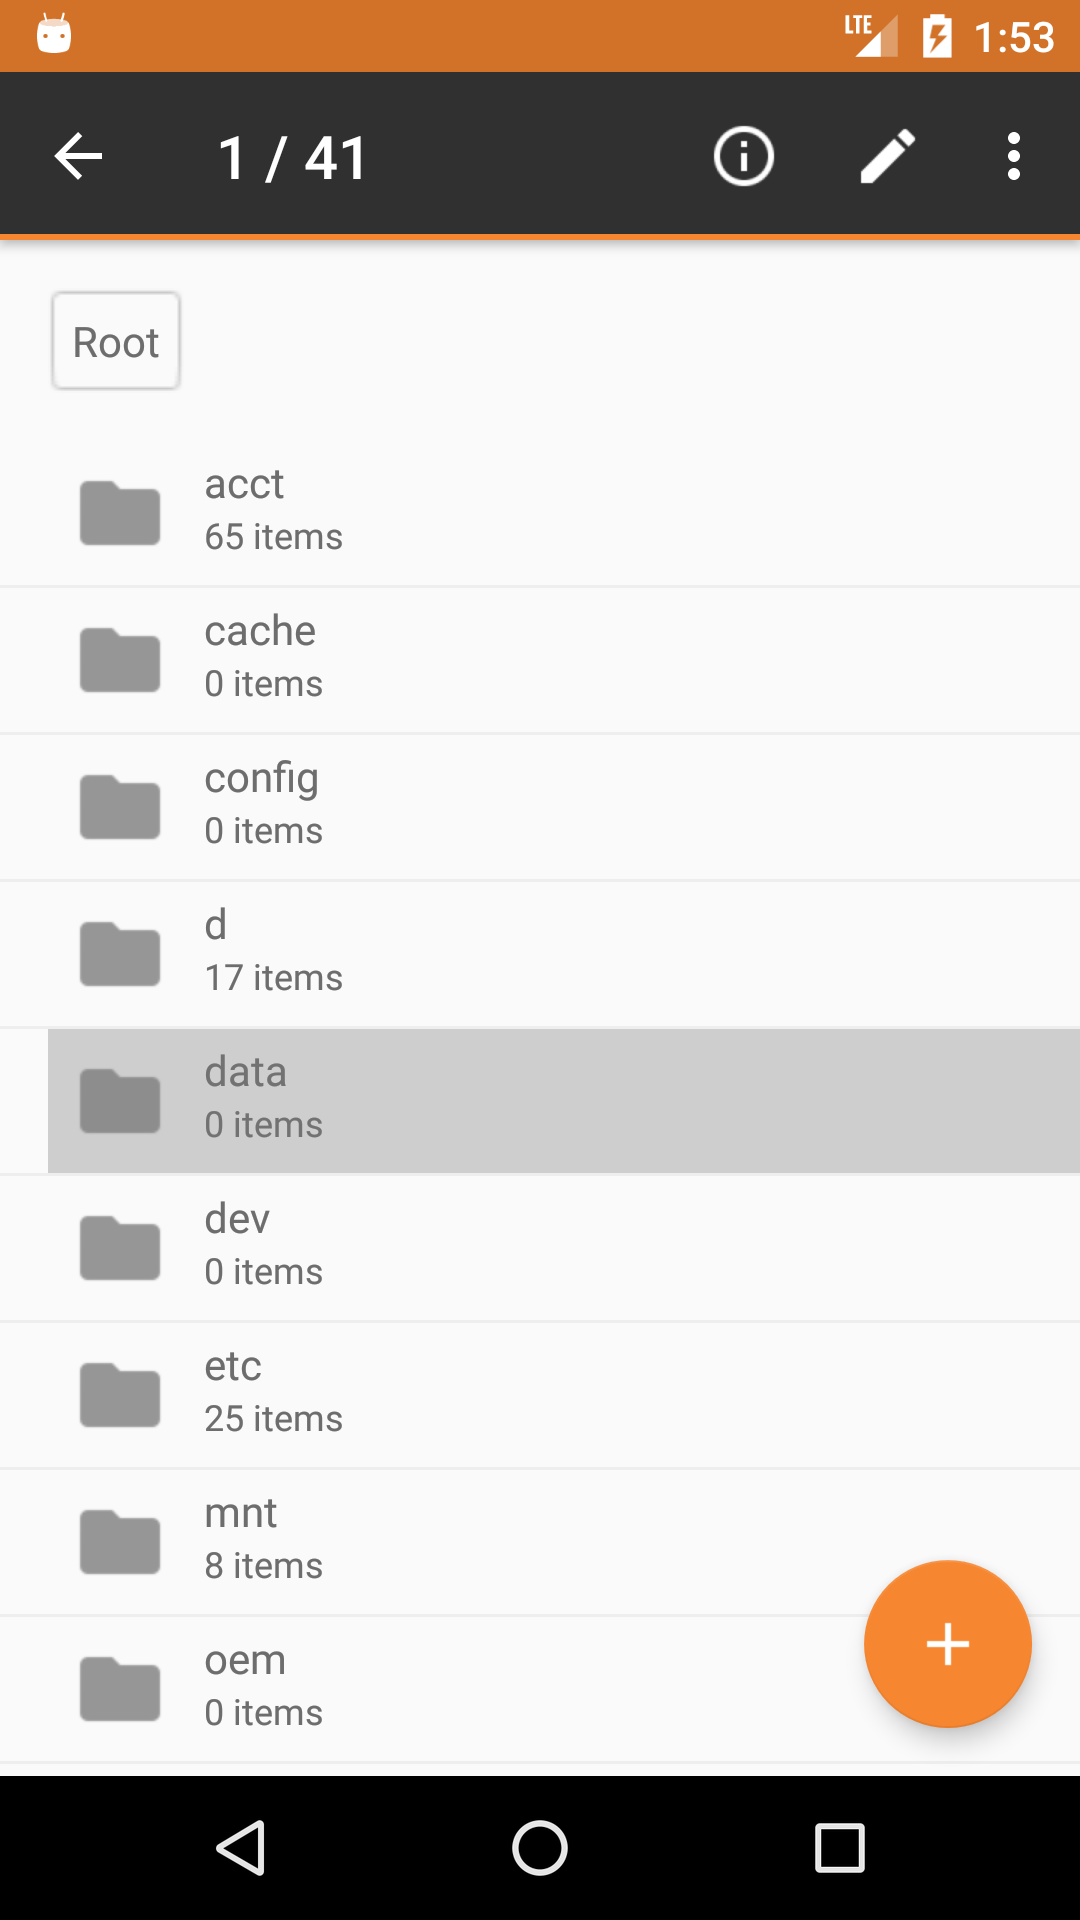 LTE 1:53
1 / 41
Root
acct
65 items
cache
0 items
config
0 items
d
17 items
data
0 items
dev
0 items
etc
25 items
mnt
8 items
oem
0 items